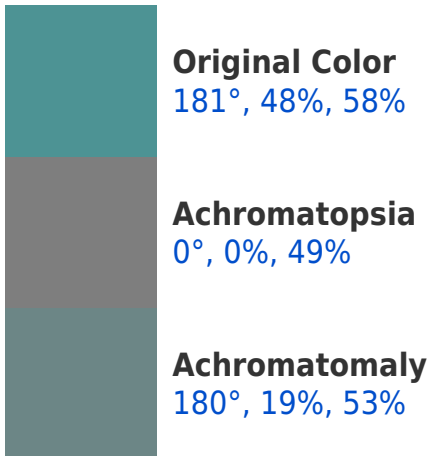 Original Color
181°, 48%, 58%
Achromatopsia
0°, 0%, 49%
Achromatomaly
180°, 19%, 53%